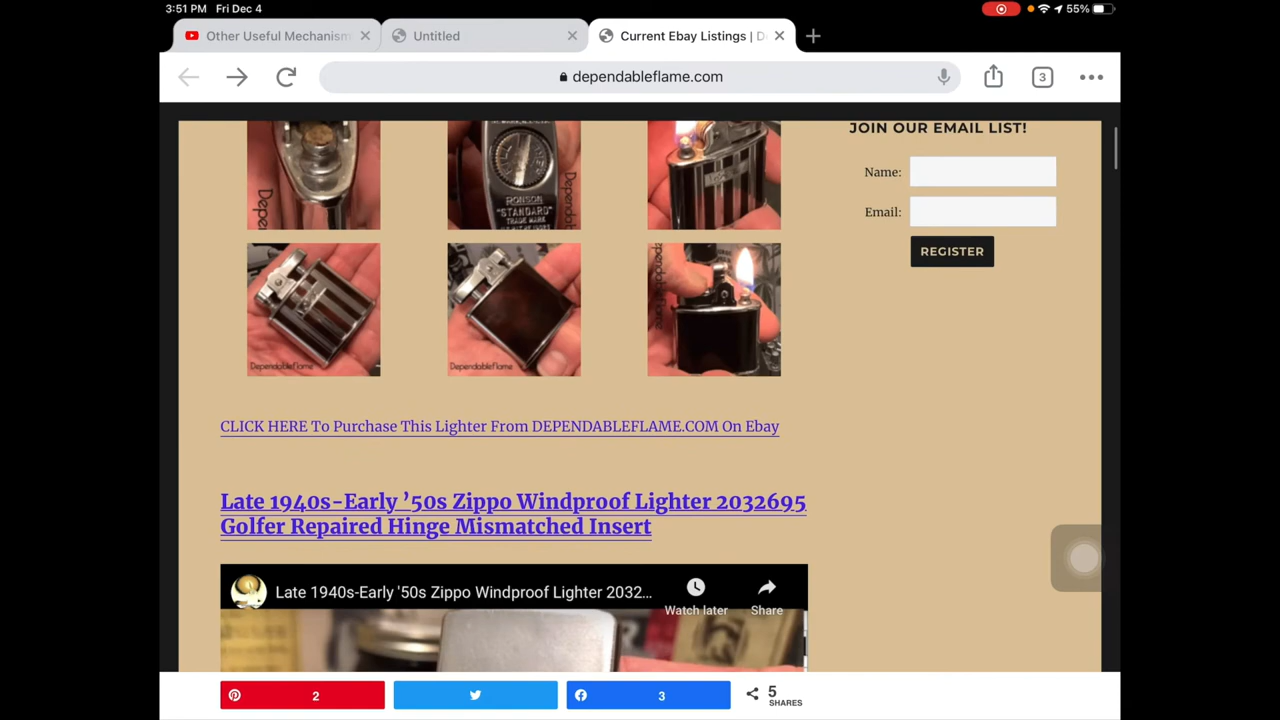 3:51 PM Fri Dec 4
55%
Other Useful Mechanism
Untitled
Current Ebay Listings | D
dependableflame.com
3
JOIN OUR EMAIL LIST!
Name:
Email:
REGISTER
RONSON
"STANDARD"
TRADE MARK
DependableFlame
DependableFlame
CLICK HERE To Purchase This Lighter From DEPENDABLEFLAME.COM On Ebay
Late 1940s-Early ’50s Zippo Windproof Lighter 2032695
Golfer Repaired Hinge Mismatched Insert
Late 1940s-Early '50s Zippo Windproof Lighter 2032...
Watch later
Share
2
3
5
SHARES